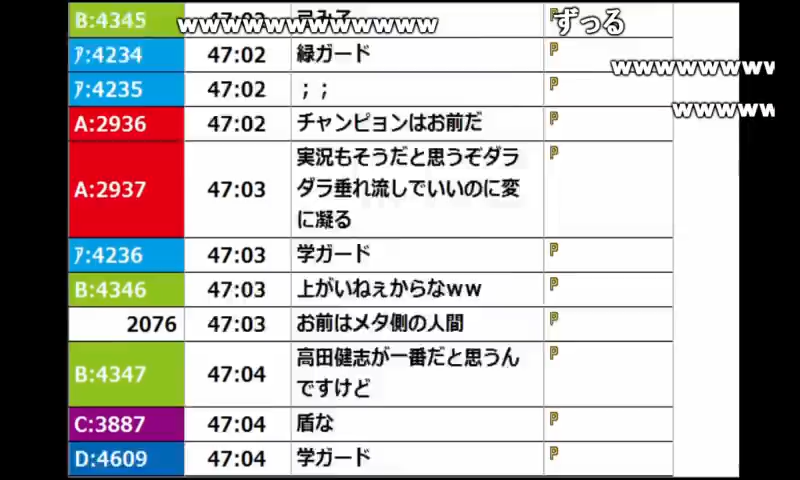 B:4345 47:02 wwwwwwwwwwww P ずっる
ｱ:4234 47:02 緑ガード P
wwwwwwww
ｱ:4235 47:02 ；； P
wwwww
A:2936 47:02 チャンピョンはお前だ P
A:2937 47:03 実況もそうだと思うぞダラ P
ダラ垂れ流しでいいのに変
に凝る
ｱ:4236 47:03 学ガード P
B:4346 47:03 上がいねぇからなｗｗ P
2076 47:03 お前はメタ側の人間 P
B:4347 47:04 高田健志が一番だと思うん P
ですけど
C:3887 47:04 盾な P
D:4609 47:04 学ガード P